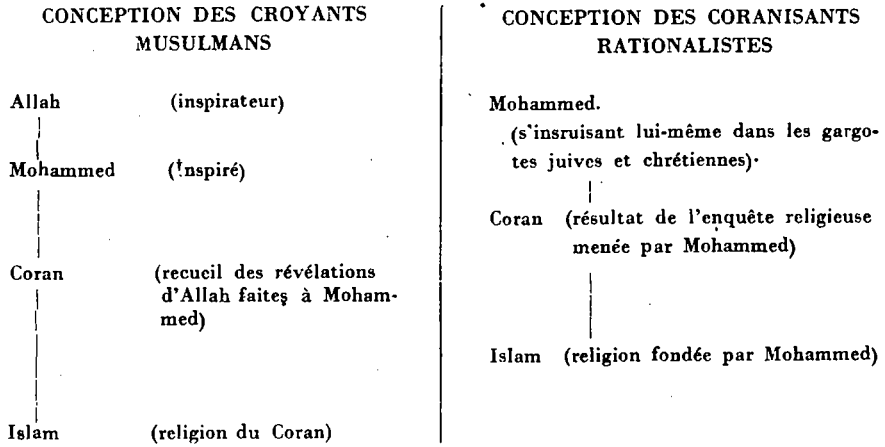 CONCEPTION DES CROYANTS
MUSULMANS
Allah (inspirateur)
Mohammed (inspiré)
Coran (recueil des révélations
d'Allah faites à Moham-
med)
Islam (religion du Coran)
CONCEPTION DES CORANISANTS
RATIONALISTES
Mohammed.
(s'insruisant lui-même dans les gargo-
tes juives et chrétiennes).
Coran (résultat de l'enquête religieuse
menée par Mohammed)
Islam (religion fondée par Mohammed)